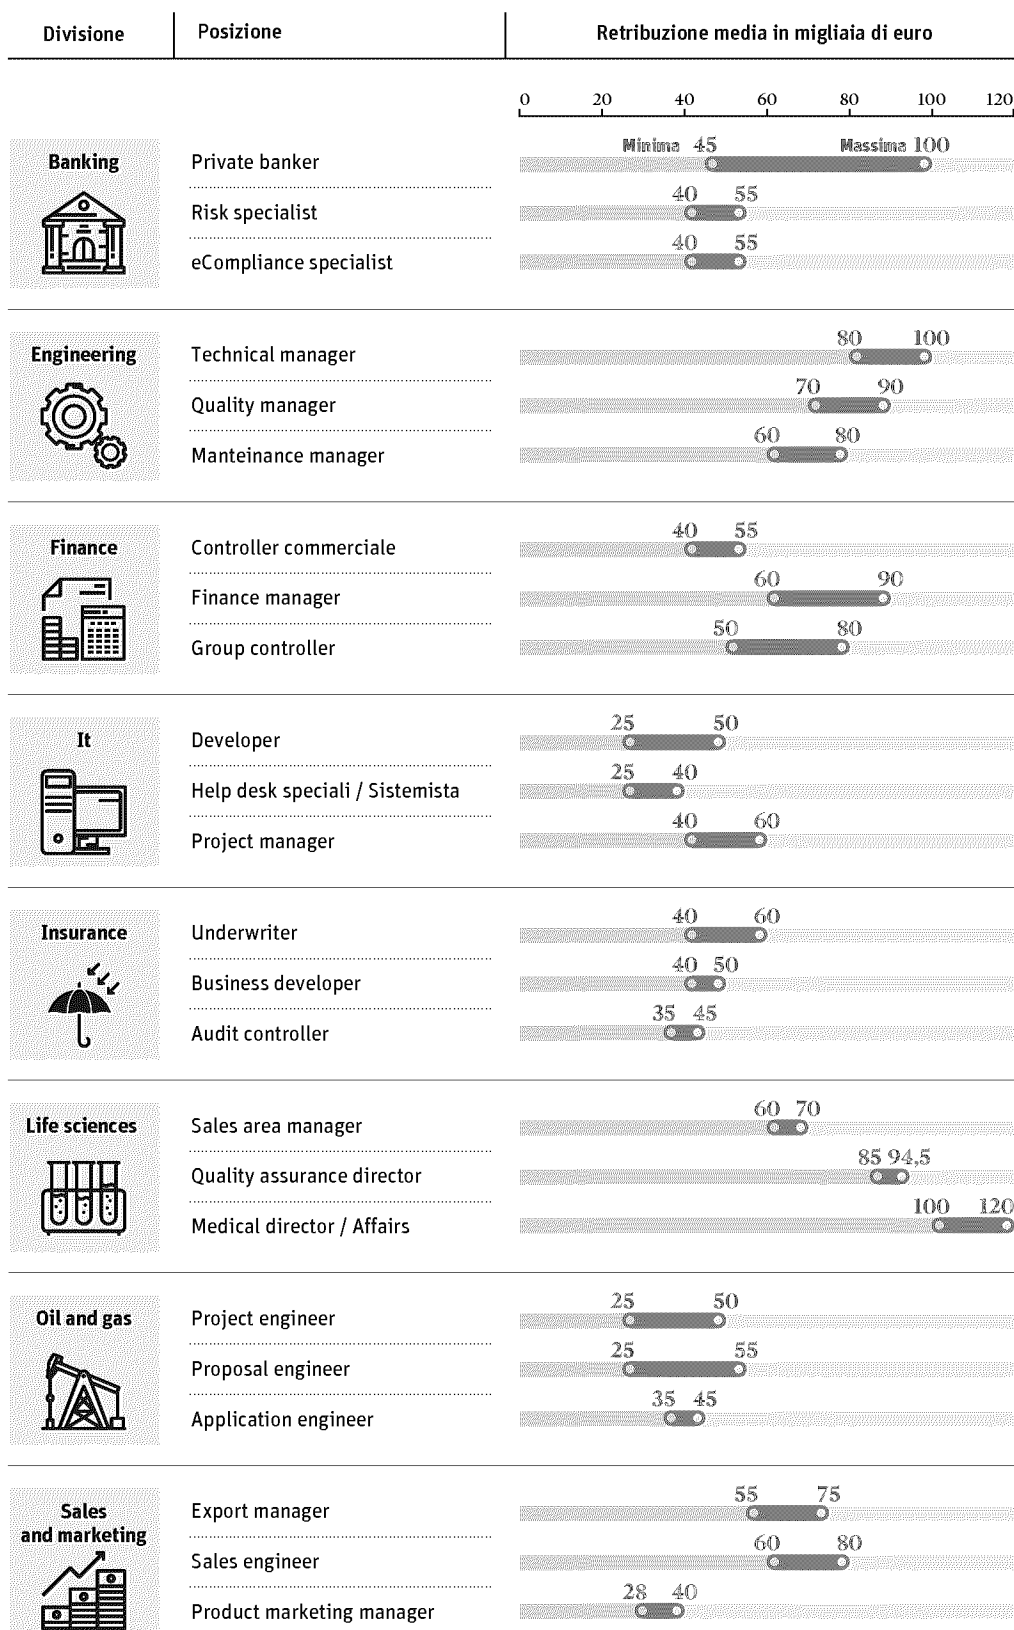 Divisione Posizione Retribuzione media in migliaia di euro
0 20 40 60 80 100 120
Banking
Minima 45 Massima 100
Private banker
40 55
Risk specialist
40 55
eCompliance specialist
Engineering
80 100
Technical manager
70 90
Quality manager
60 80
Manteinance manager
Finance
40 55
Controller commerciale
60 90
Finance manager
50 80
Group controller
It
25 50
Developer
25 40
Help desk speciali / Sistemista
40 60
Project manager
Insurance
40 60
Underwriter
40 50
Business developer
35 45
Audit controller
Life sciences
60 70
Sales area manager
85 94,5
Quality assurance director
100 120
Medical director / Affairs
Oil and gas
25 50
Project engineer
25 55
Proposal engineer
35 45
Application engineer
Sales
and marketing
55 75
Export manager
60 80
Sales engineer
28 40
Product marketing manager